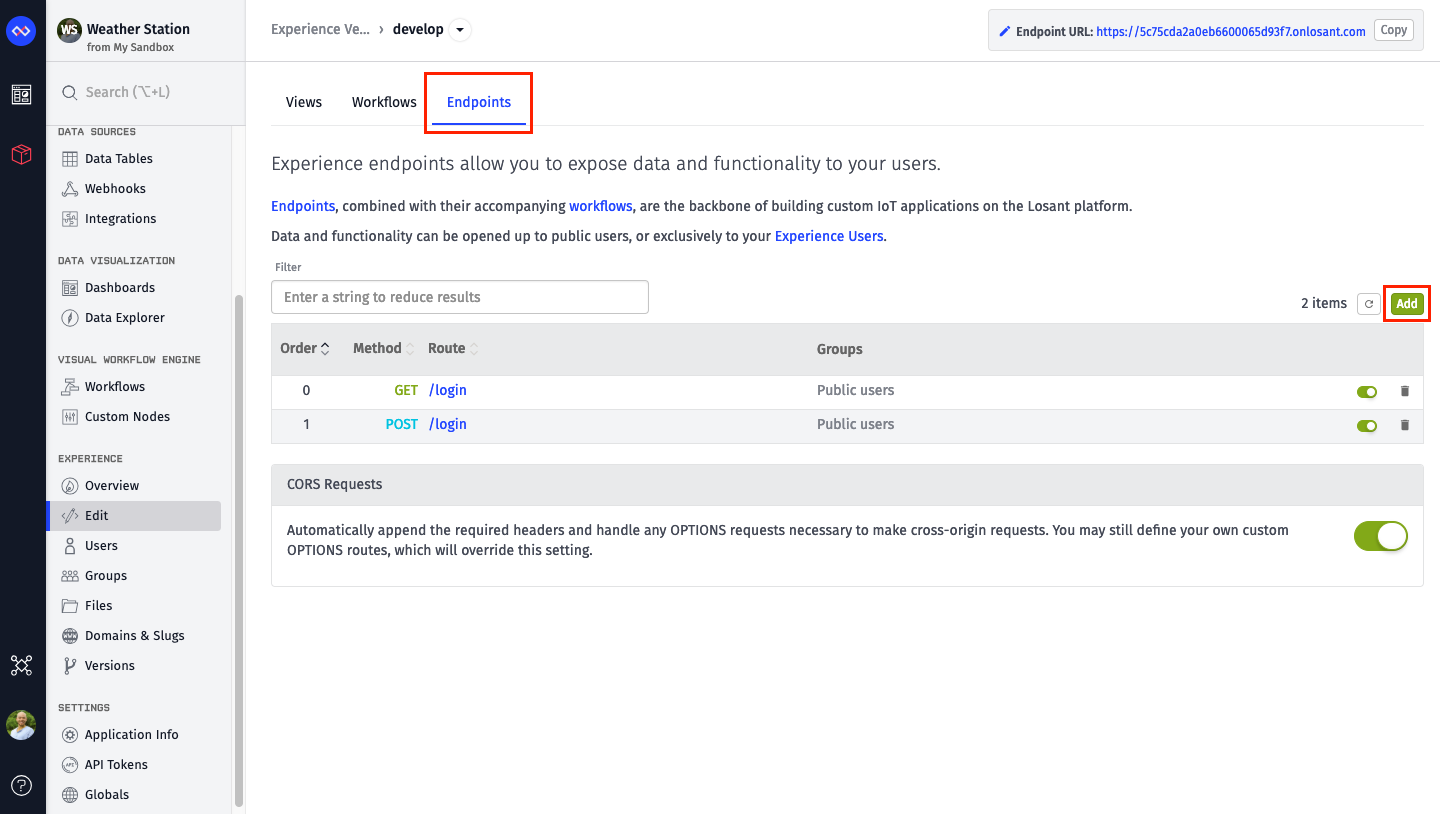 WS
Weather Station
from My Sandbox
Experience Ve... › develop
Endpoint URL: https://5c75cda2a0eb6600065d93f7.onlosant.com
Copy
Search (⌥+L)
DATA SOURCES
Data Tables
Webhooks
Integrations
DATA VISUALIZATION
Dashboards
Data Explorer
VISUAL WORKFLOW ENGINE
Workflows
Custom Nodes
EXPERIENCE
Overview
Edit
Users
Groups
Files
Domains & Slugs
Versions
SETTINGS
Application Info
API
API Tokens
Globals
Views Workflows Endpoints
Experience endpoints allow you to expose data and functionality to your users.
Endpoints, combined with their accompanying workflows, are the backbone of building custom IoT applications on the Losant platform.
Data and functionality can be opened up to public users, or exclusively to your Experience Users.
Filter
Enter a string to reduce results
2 items
Add
Order Method Route Groups
0 GET /login Public users
1 POST /login Public users
CORS Requests
Automatically append the required headers and handle any OPTIONS requests necessary to make cross-origin requests. You may still define your own custom
OPTIONS routes, which will override this setting.